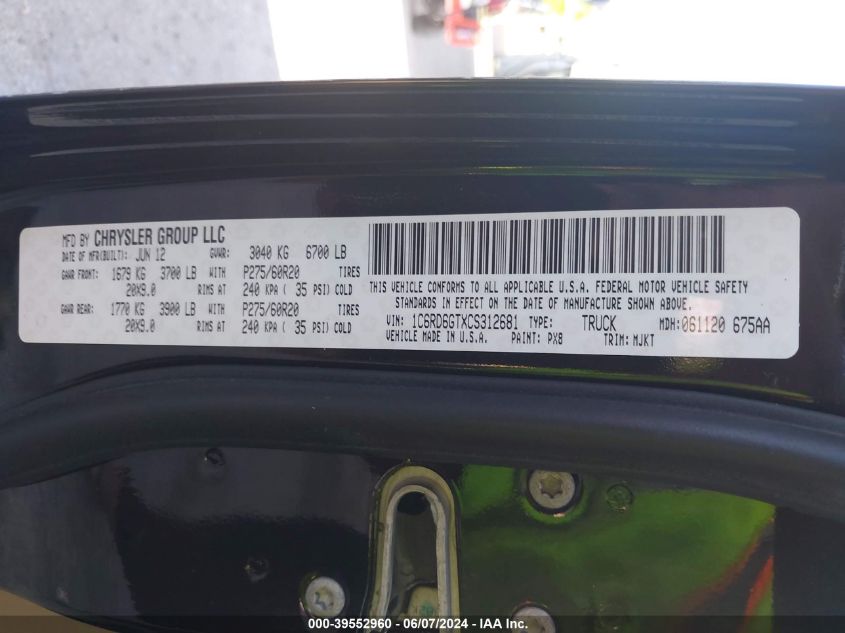 MFD BY CHRYSLER GROUP LLC
DATE OF MFR(BUILT): JUN 12 GVWR: 3040 KG 6700 LB
GAWR FRONT: 1679 KG 3700 LB WITH P275/60R20 TIRES
20X9.0 RIMS AT 240 KPA ( 35 PSI) COLD
GAWR REAR: 1770 KG 3900 LB WITH P275/60R20 TIRES
20X9.0 RIMS AT 240 KPA ( 35 PSI) COLD
THIS VEHICLE CONFORMS TO ALL APPLICABLE U.S.A. FEDERAL MOTOR VEHICLE SAFETY
STANDARDS IN EFFECT ON THE DATE OF MANUFACTURE SHOWN ABOVE.
VIN: 1C6RD6GTXCS312681 TYPE: TRUCK MDH: 061120 675AA
VEHICLE MADE IN U.S.A. PAINT: PX8 TRIM: MJKT
000-39552960 - 06/07/2024 - IAAI - Copyright IAA, Inc.